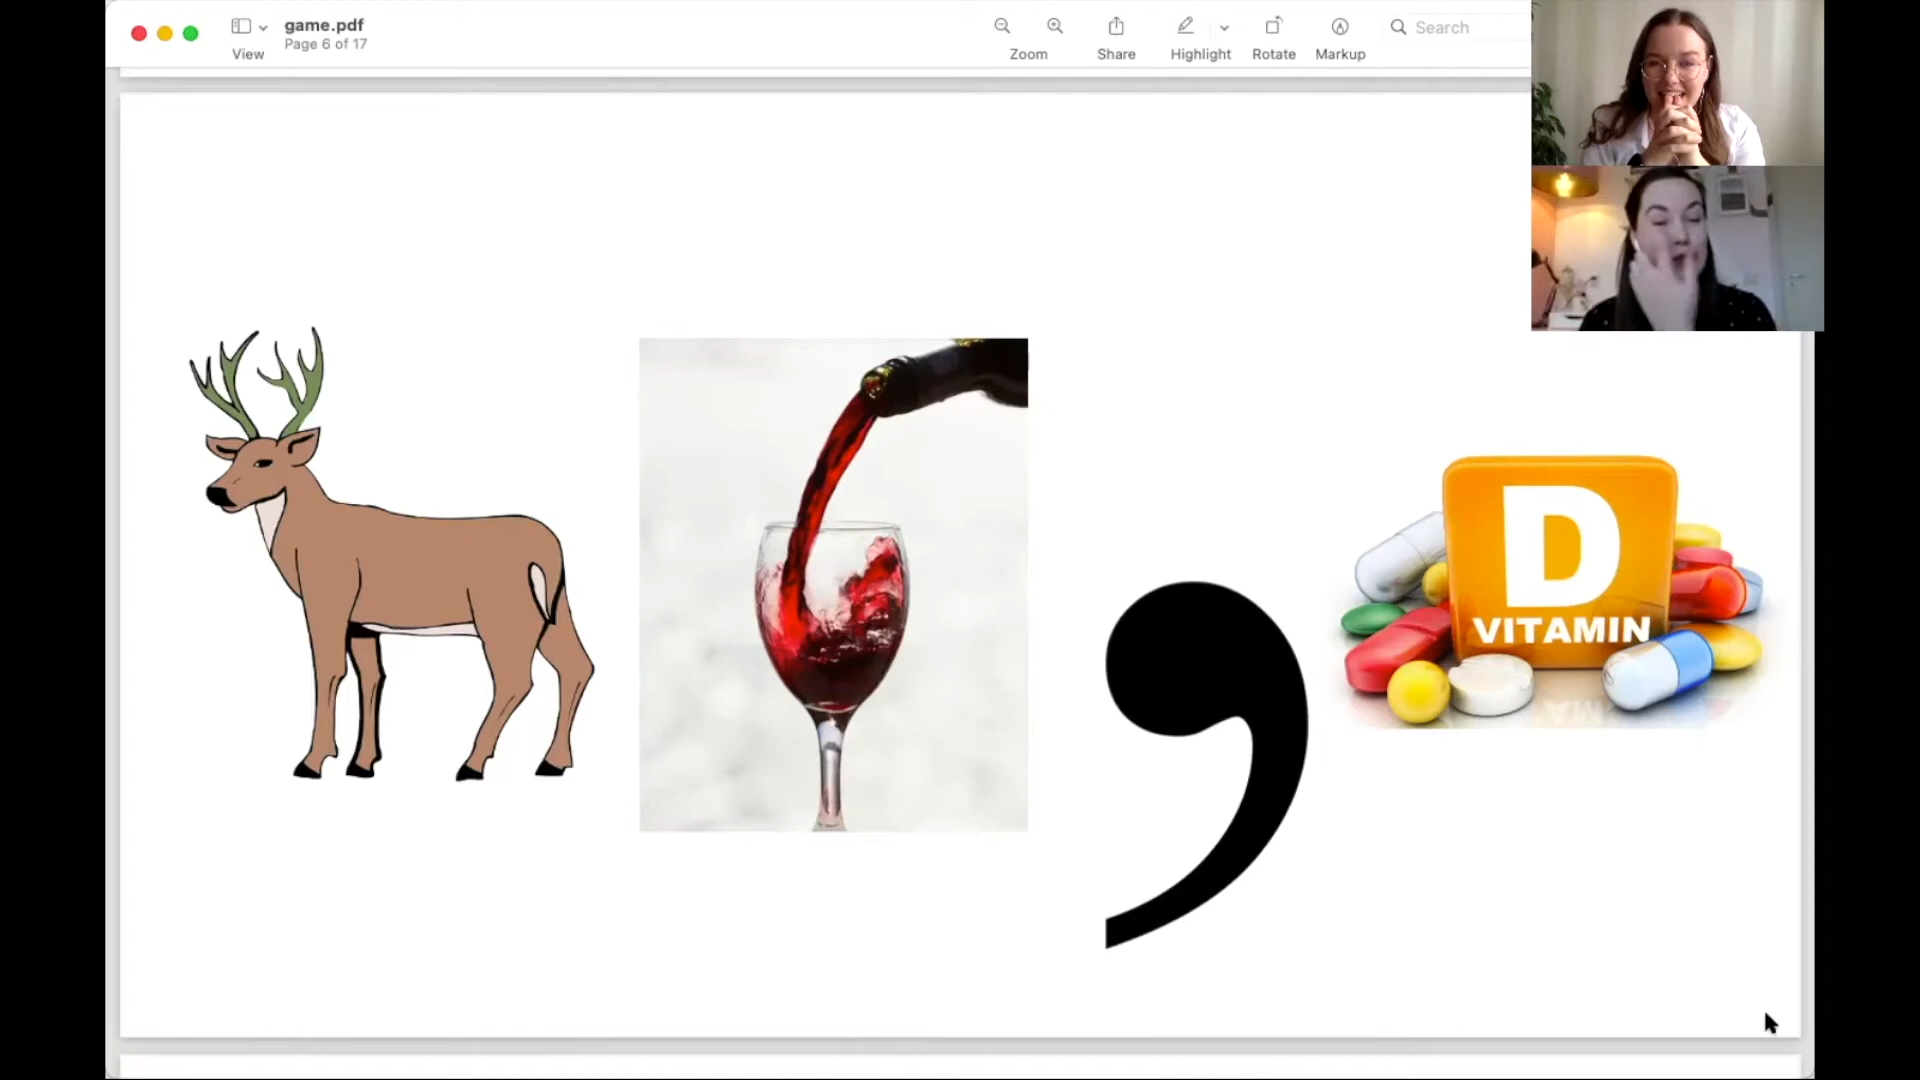 game.pdf
Page 6 of 17
View
Zoom
Share
Highlight
Rotate
Markup
Search
,
D
VITAMIN